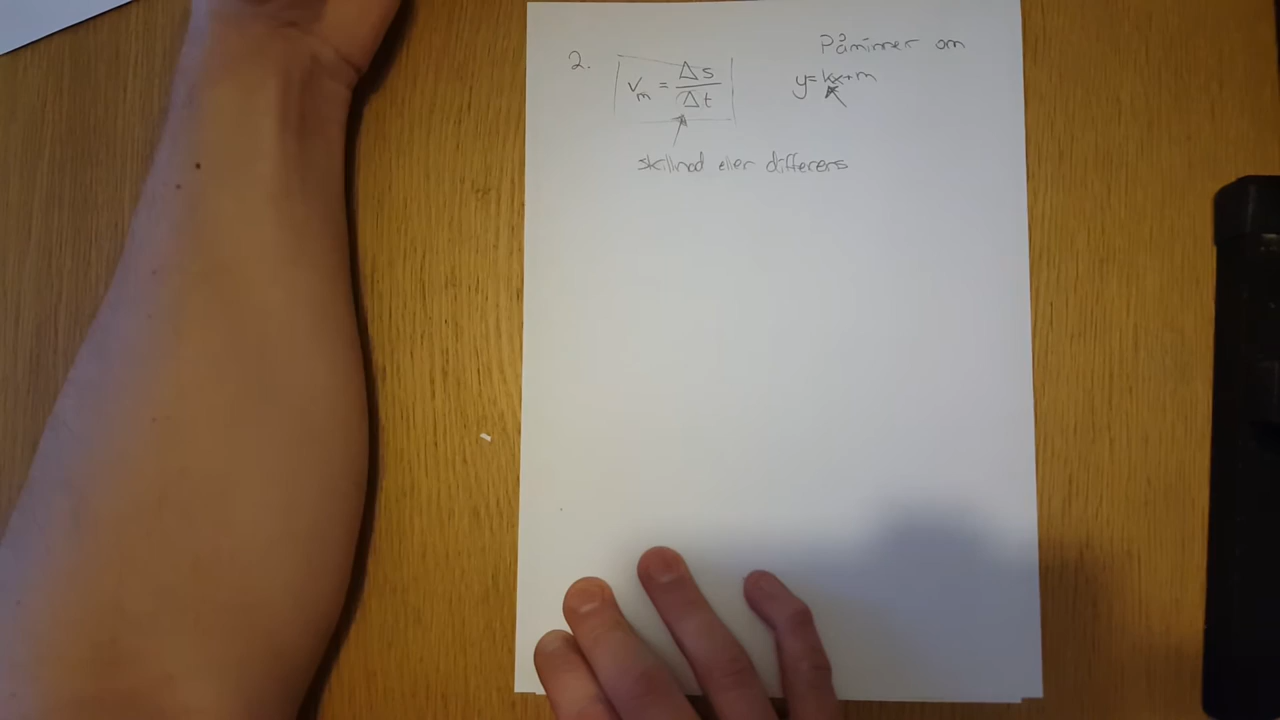 2. v_m = Δs/Δt
Påminner om
y=kx+m
skillnad eller differens